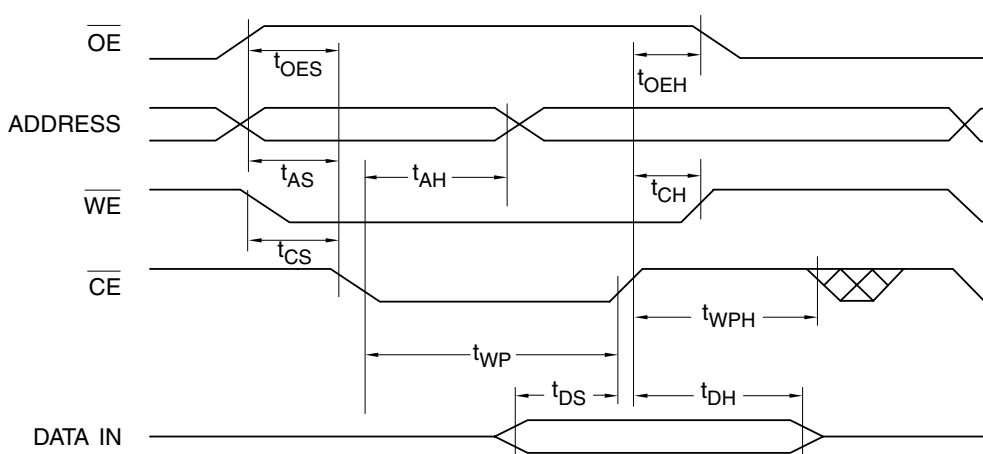 OE
tOES
tOEH
ADDRESS
tAS
tAH
tCH
WE
tCS
CE
tWPH
tWP
tDS
tDH
DATA IN